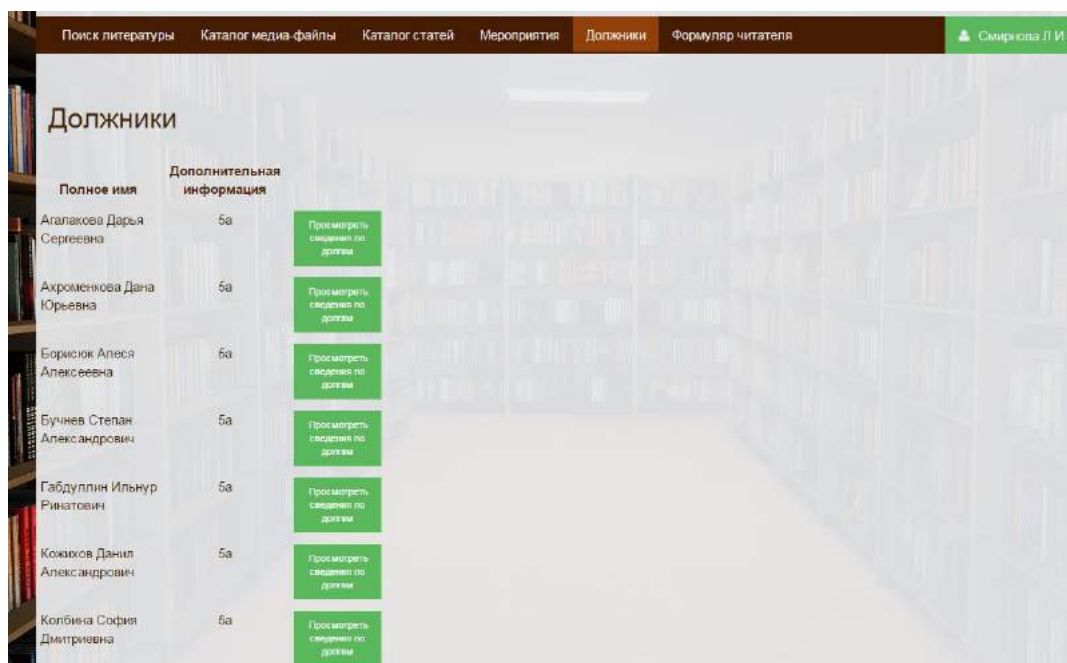 Поиск литературы Каталог медиа-файлы Каталог статей Мероприятия Должники Формуляр читателя Смирнова Л И
Должники
Полное имя Дополнительная информация
Агалакова Дарья Сергеевна 5а
Просмотреть
сведения по
долгам
Ахроменкова Дана Юрьевна 5а
Просмотреть
сведения по
долгам
Борисюк Алеся Алексеевна 5а
Просмотреть
сведения по
долгам
Бучнев Степан Александрович 5а
Просмотреть
сведения по
долгам
Габдуллин Ильнур Ринатович 5а
Просмотреть
сведения по
долгам
Кожихов Данил Александрович 5а
Просмотреть
сведения по
долгам
Колбина София Дмитриевна 5а
Просмотреть
сведения по
долгам